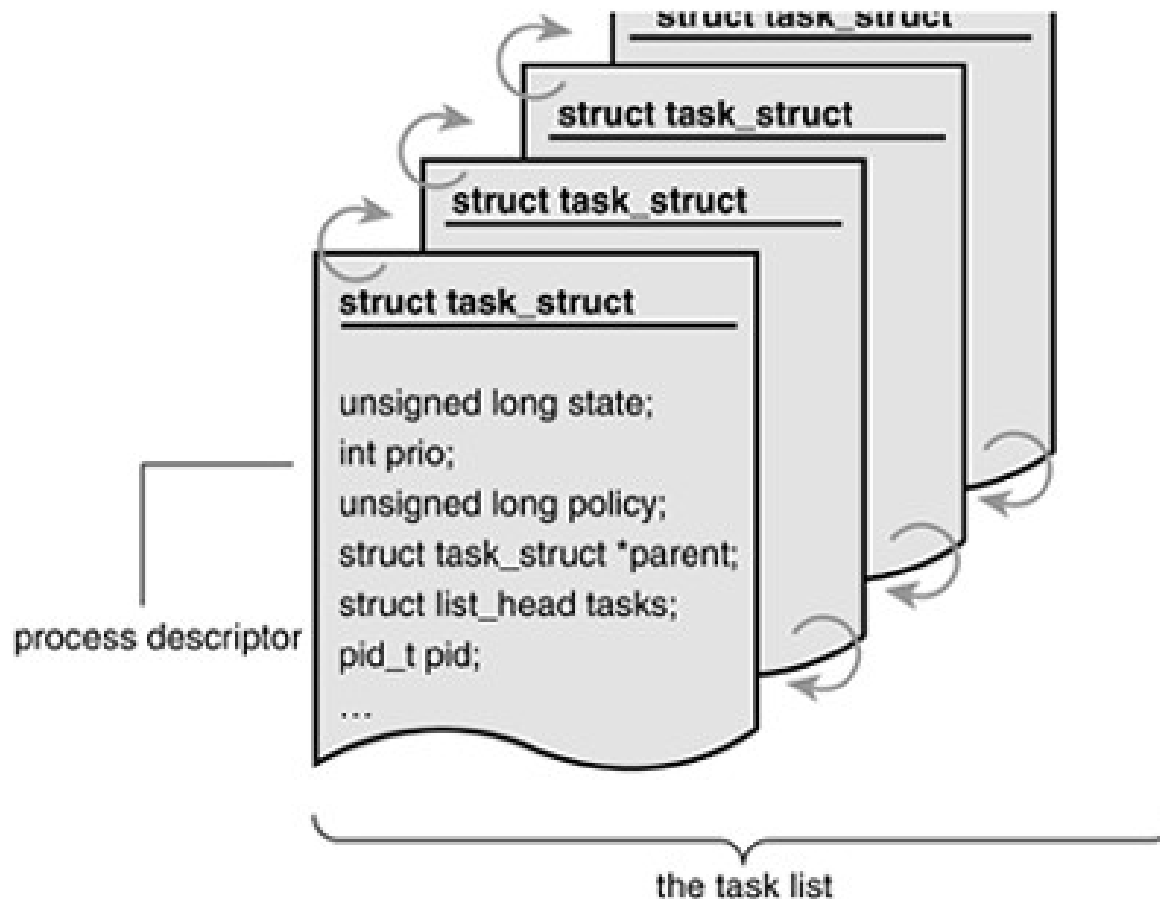 struct task_struct
struct task_struct
struct task_struct
struct task_struct
unsigned long state;
int prio;
unsigned long policy;
struct task_struct *parent;
struct list_head tasks;
pid_t pid;
...
process descriptor
the task list